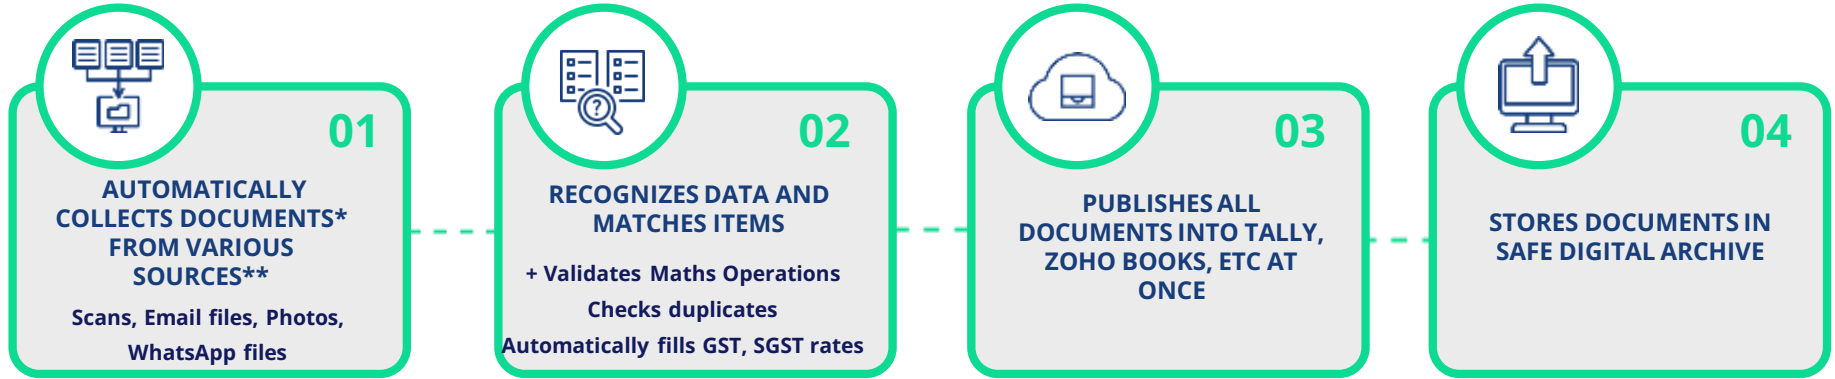 01
AUTOMATICALLY
COLLECTS DOCUMENTS*
FROM VARIOUS
SOURCES**
Scans, Email files, Photos,
WhatsApp files
?
02
RECOGNIZES DATA AND
MATCHES ITEMS
+ Validates Maths Operations
Checks duplicates
Automatically fills GST, SGST rates
03
PUBLISHES ALL
DOCUMENTS INTO TALLY,
ZOHO BOOKS, ETC AT
ONCE
04
STORES DOCUMENTS IN
SAFE DIGITAL ARCHIVE